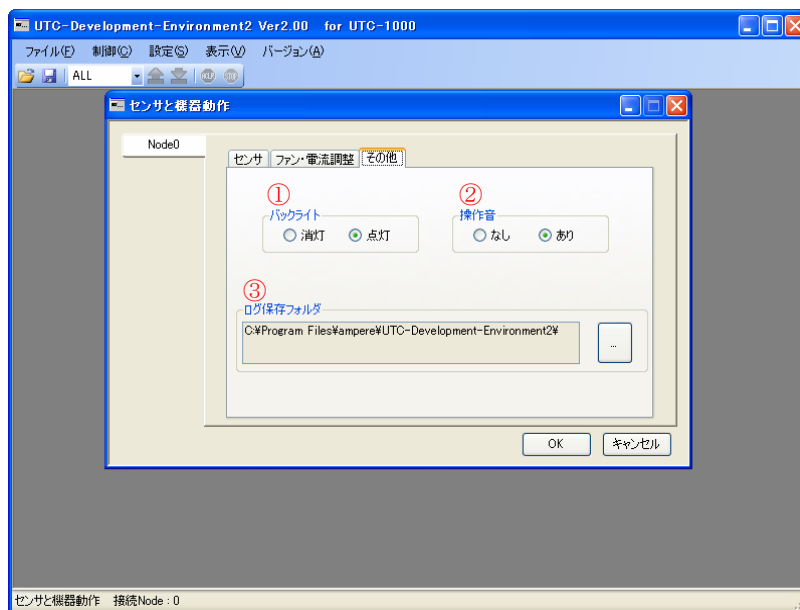 UTC-Development-Environment2 Ver2.00 for UTC-1000
ファイル(F) 制御(C) 設定(S) 表示(V) バージョン(A)
ALL
センサと機器動作
Node0
センサ ファン・電流調整 その他
① ②
バックライト 操作音
消灯 点灯 なし あり
③
ログ保存フォルダ
C:¥Program Files¥ampere¥UTC-Development-Environment2¥
...
OK キャンセル
センサと機器動作 接続Node : 0